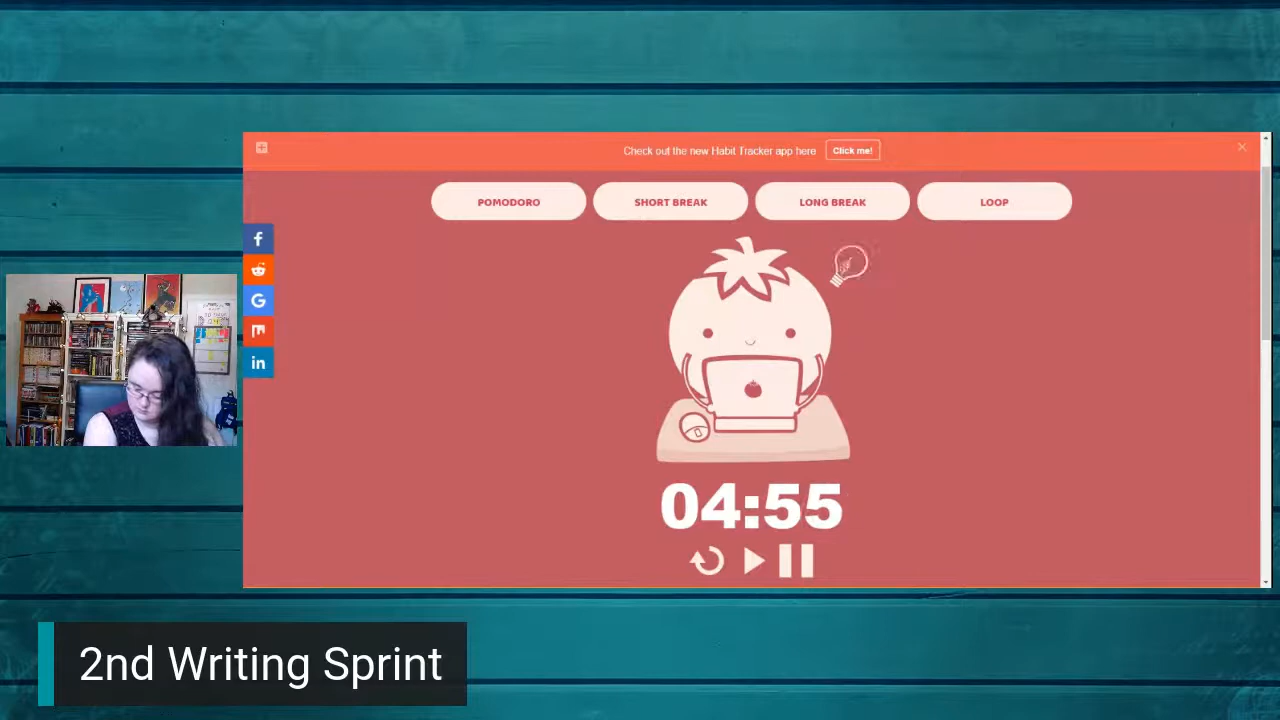 Check out the new Habit Tracker app here Click me!
POMODORO SHORT BREAK LONG BREAK LOOP
04:55
2nd Writing Sprint